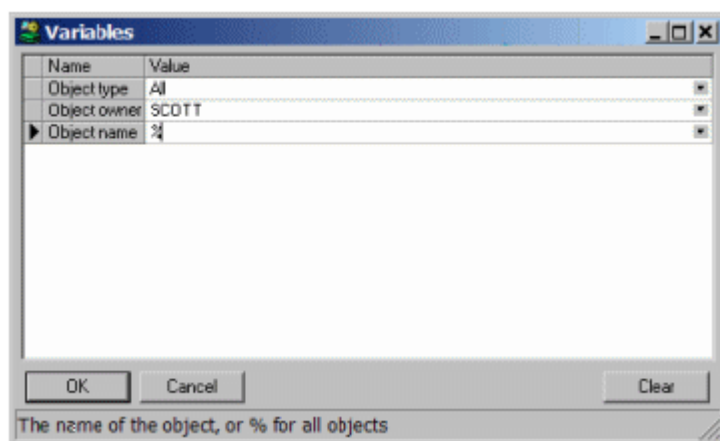 Variables
Name Value
Object type All
Object owner SCOTT
Object name %
OK Cancel Clear
The name of the object, or % for all objects